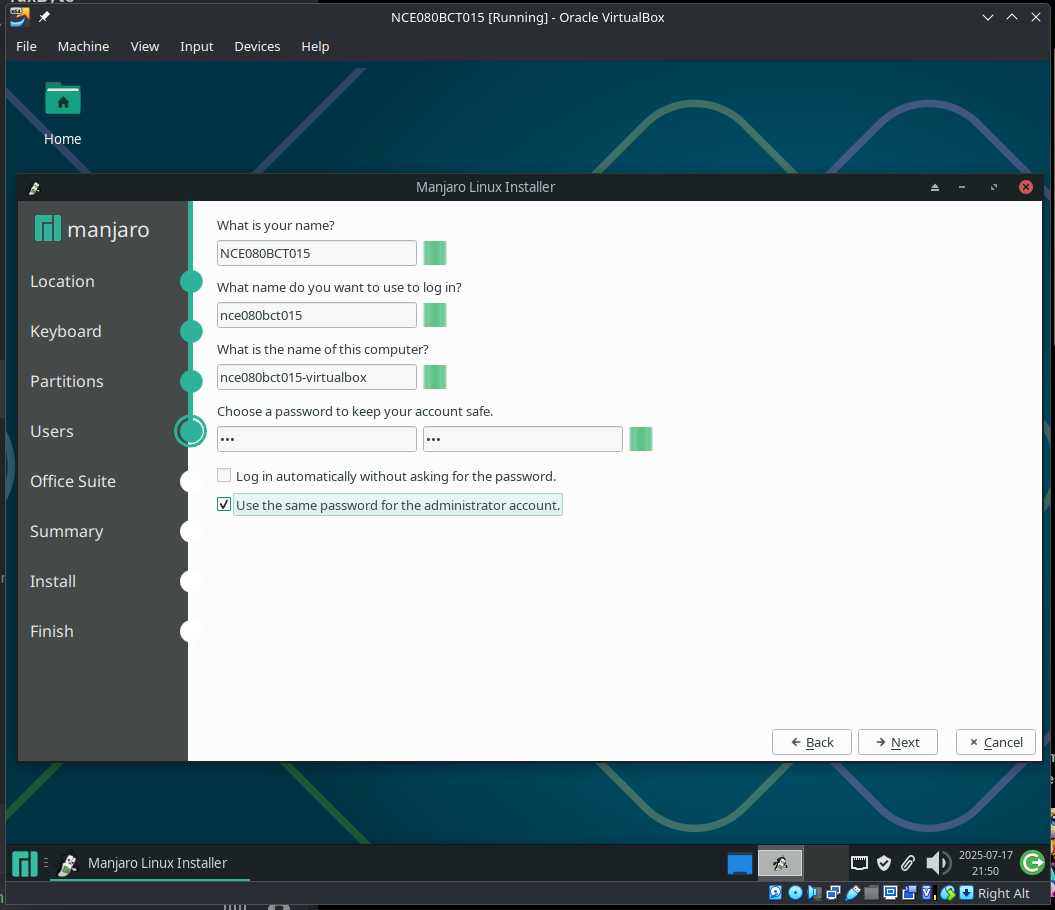 NCE080BCT015 [Running] - Oracle VirtualBox
File Machine View Input Devices Help
Home
Manjaro Linux Installer
manjaro
Location
Keyboard
Partitions
Users
Office Suite
Summary
Install
Finish
What is your name?
NCE080BCT015
What name do you want to use to log in?
nce080bct015
What is the name of this computer?
nce080bct015-virtualbox
Choose a password to keep your account safe.
••• •••
Log in automatically without asking for the password.
Use the same password for the administrator account.
Back Next Cancel
Manjaro Linux Installer
2025-07-17
21:50
Right Alt